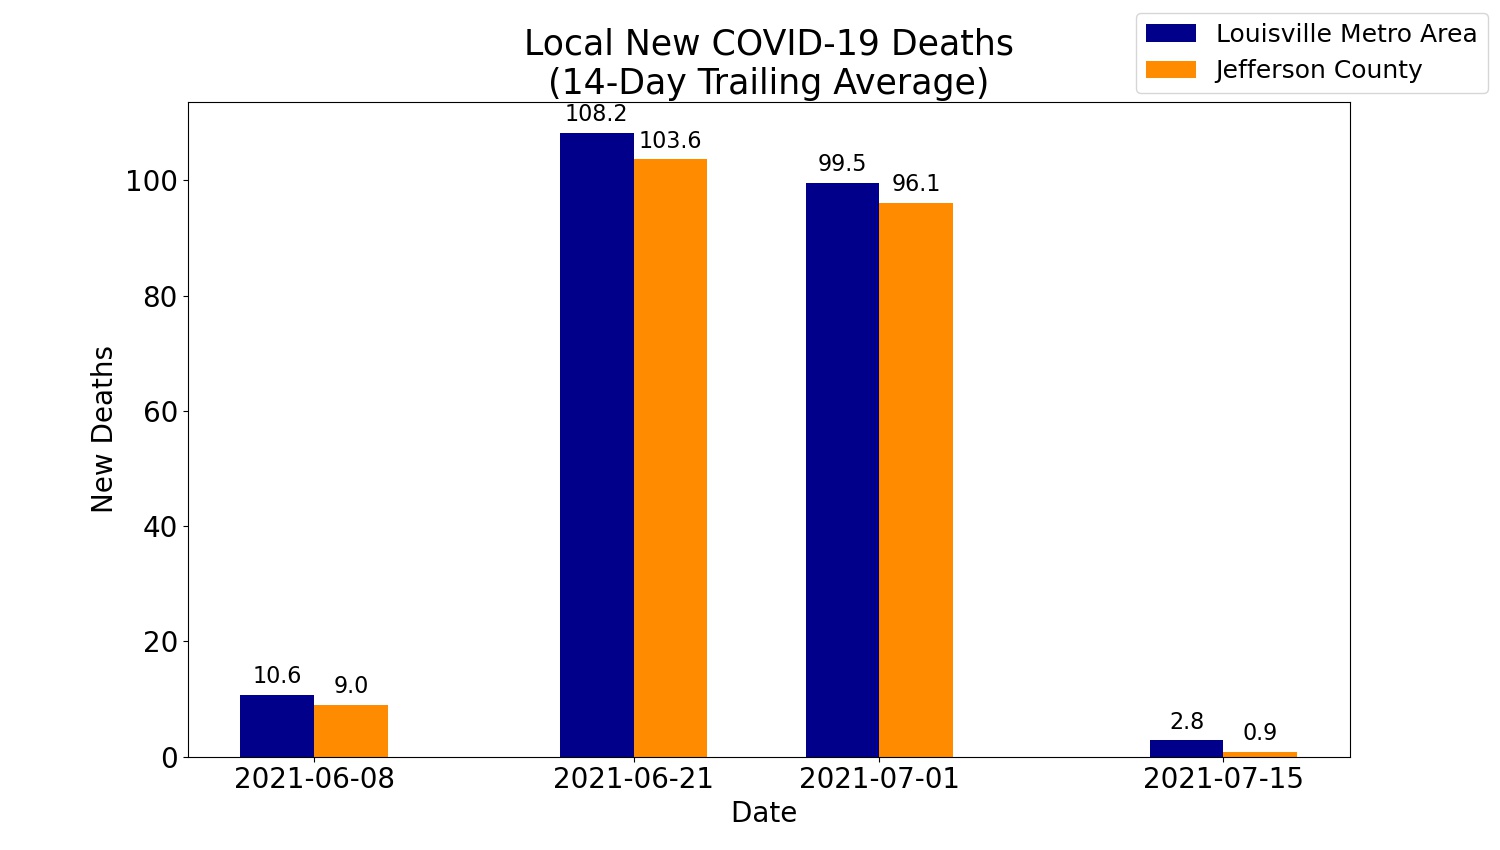 Local New COVID-19 Deaths
(14-Day Trailing Average)
Louisville Metro Area
Jefferson County
108.2
103.6
99.5
96.1
10.6
9.0
2.8
0.9
100
80
60
40
20
0
New Deaths
2021-06-08 2021-06-21 2021-07-01 2021-07-15
Date